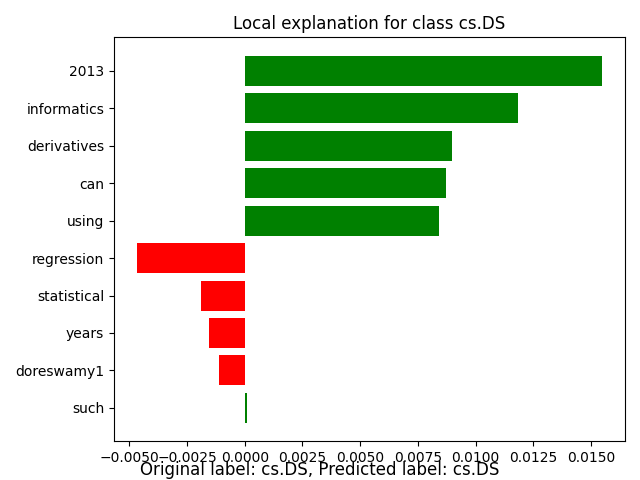 Local explanation for class cs.DS
2013
informatics
derivatives
can
using
regression
statistical
years
doreswamy1
such
−0.0050 −0.0025 0.0000 0.0025 0.0050 0.0075 0.0100 0.0125 0.0150
Original label: cs.DS, Predicted label: cs.DS